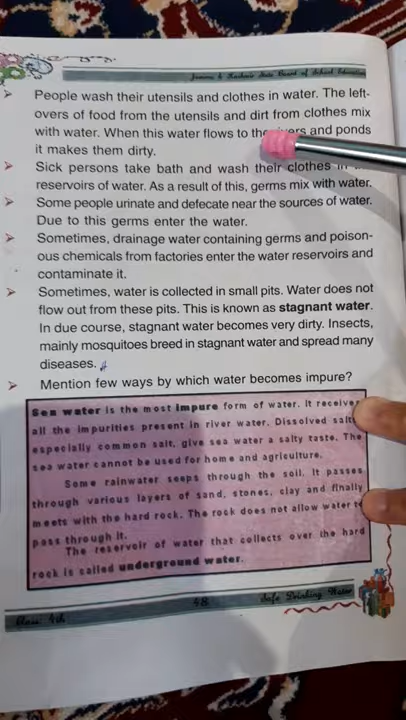 Jammu & Kashmir State Board of School Education
➢ People wash their utensils and clothes in water. The left-
overs of food from the utensils and dirt from clothes mix
with water. When this water flows to the and ponds
it makes them dirty.
➢ Sick persons take bath and wash their clothes in
reservoirs of water. As a result of this, germs mix with water.
➢ Some people urinate and defecate near the sources of water.
Due to this germs enter the water.
➢ Sometimes, drainage water containing germs and poison-
ous chemicals from factories enter the water reservoirs and
contaminate it.
➢ Sometimes, water is collected in small pits. Water does not
flow out from these pits. This is known as stagnant water.
In due course, stagnant water becomes very dirty. Insects,
mainly mosquitoes breed in stagnant water and spread many
diseases.
➢ Mention few ways by which water becomes impure?
Sea water is the most impure form of water. It receives
all the impurities present in river water. Dissolved salts
especially common salt, give sea water a salty taste. The
sea water cannot be used for home and agriculture.
Some rainwater seeps through the soil. It passes
through various layers of sand, stones, clay and finally
meets with the hard rock. The rock does not allow water to
pass through it.
The reservoir of water that collects over the hard
rock is called underground water.
Class: 4th 48 Safe Drinking Water